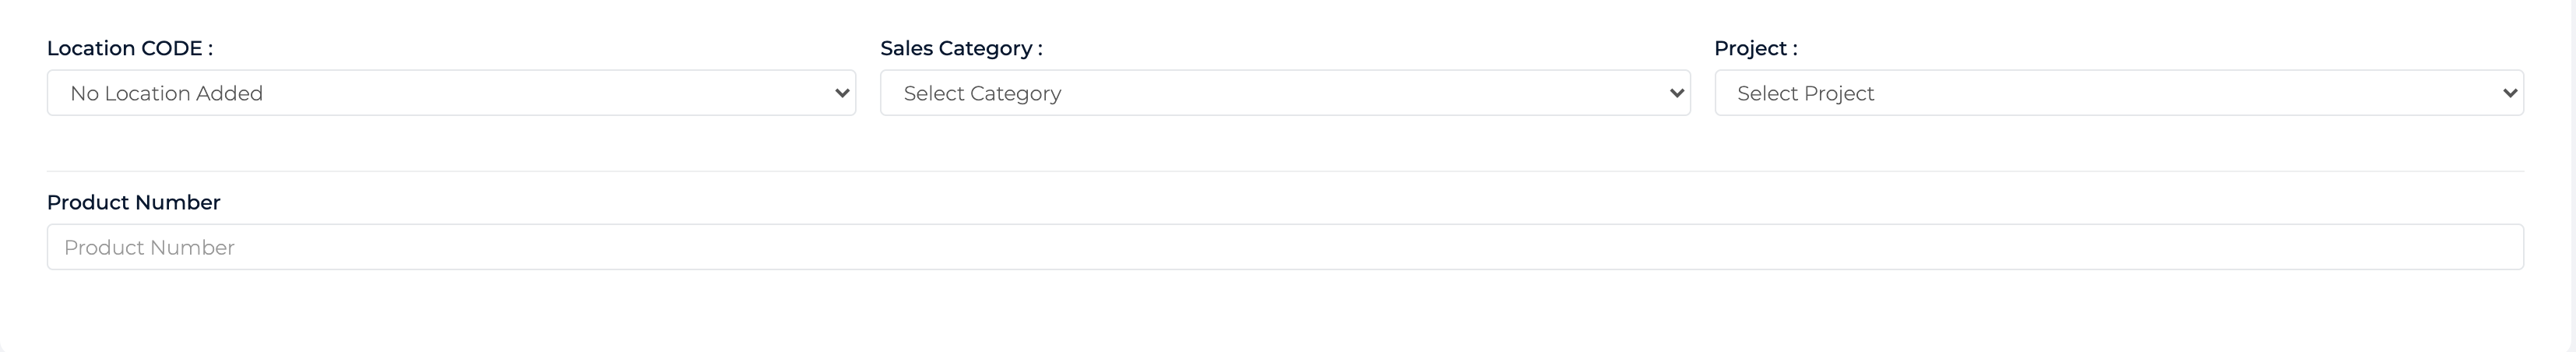 Location CODE :
Sales Category :
Project :
No Location Added
Select Category
Select Project
Product Number
Product Number